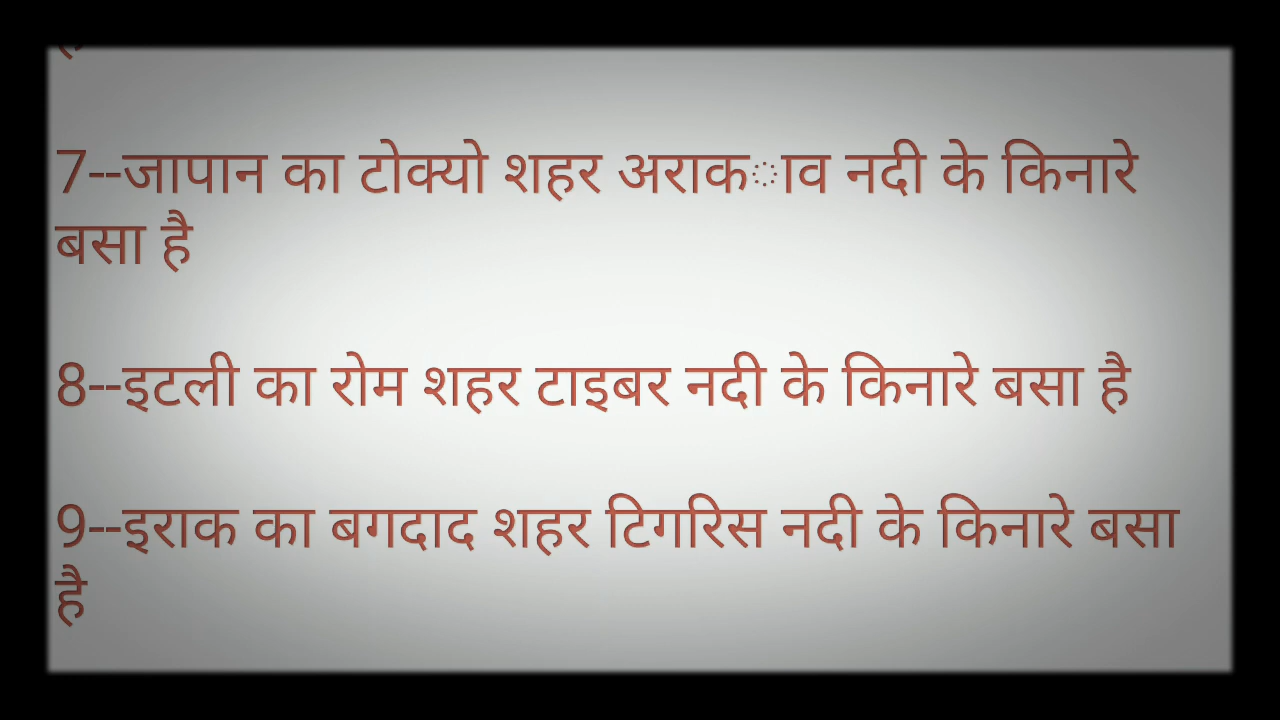 7--जापान का टोक्यो शहर अराक​ाव नदी के किनारे
बसा है
8--इटली का रोम शहर टाइबर नदी के किनारे बसा है
9--इराक का बगदाद शहर टिगरिस नदी के किनारे बसा
है